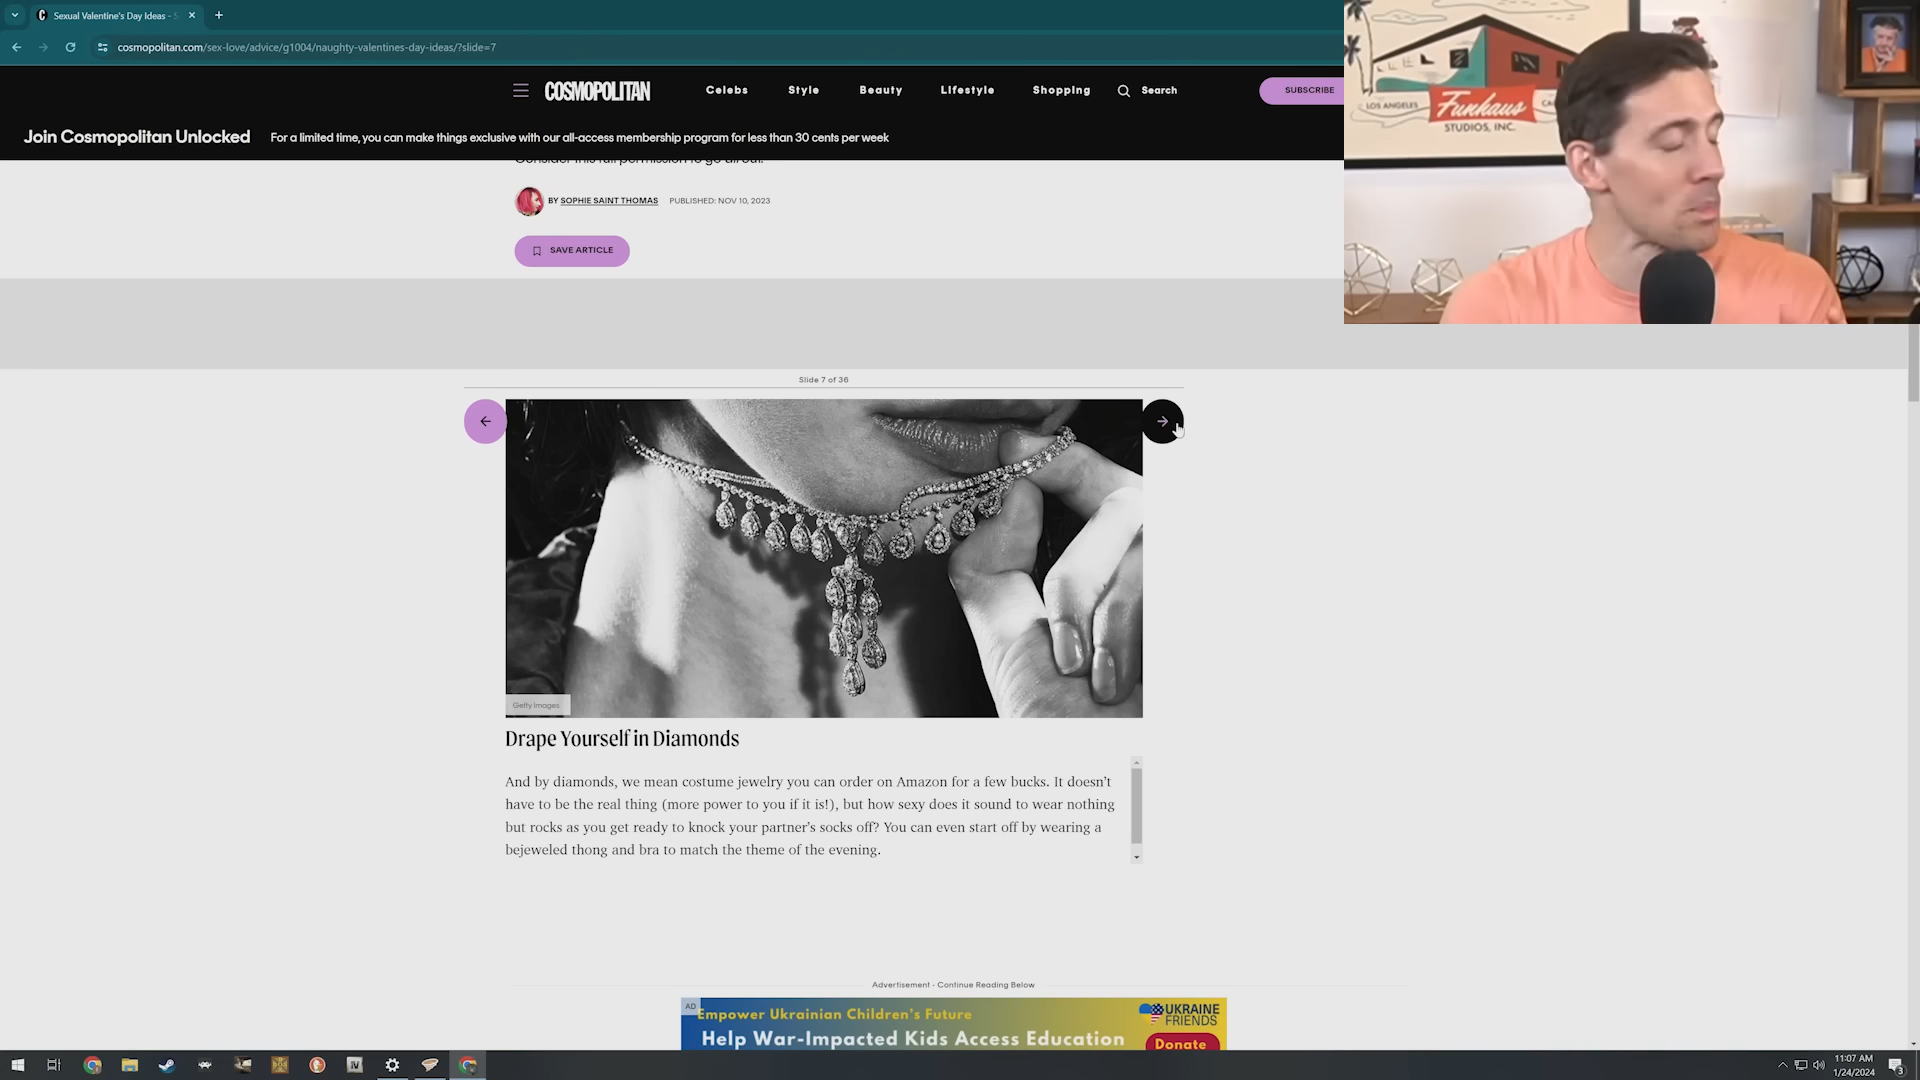 Sexual Valentine's Day Ideas - S
cosmopolitan.com/sex-love/advice/g1004/naughty-valentines-day-ideas/?slide=7
COSMOPOLITAN
Celebs
Style
Beauty
Lifestyle
Shopping
Search
SUBSCRIBE
Join Cosmopolitan Unlocked
For a limited time, you can make things exclusive with our all-access membership program for less than 30 cents per week
LOS ANGELES
Funhaus
STUDIOS, INC.
BY SOPHIE SAINT THOMAS
PUBLISHED: NOV 10, 2023
SAVE ARTICLE
Slide 7 of 36
Getty Images
Drape Yourself in Diamonds
And by diamonds, we mean costume jewelry you can order on Amazon for a few bucks. It doesn't
have to be the real thing (more power to you if it is!), but how sexy does it sound to wear nothing
but rocks as you get ready to knock your partner's socks off? You can even start off by wearing a
bejeweled thong and bra to match the theme of the evening.
Advertisement - Continue Reading Below
AD
Empower Ukrainian Children's Future
Help War-Impacted Kids Access Education
UKRAINE
FRIENDS
Donate
IV
11:07 AM
1/24/2024
3